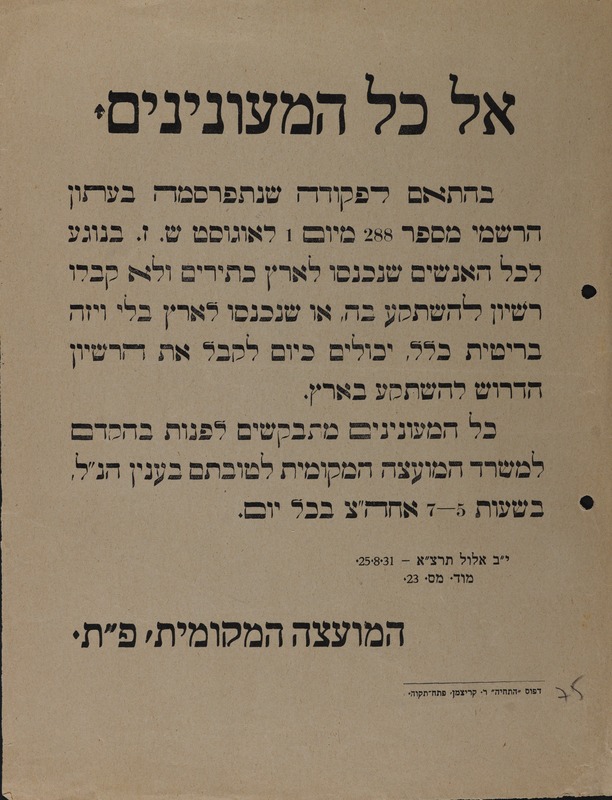 אל כל המעונינים.
בהתאם לפקודה שנתפרסמה בעתון
הרשמי מספר 288 מיום 1 לאוגוסט ש. ז. בנוגע
לכל האנשים שנכנסו לארץ כתירים ולא קבלו
רשיון להשתקע בה, או שנכנסו לארץ בלי ויזה
בריטית כלל, יכולים כיום לקבל את הרשיון
הדרוש להשתקע בארץ.
כל המעונינים מתבקשים לפנות בהקדם
למשרד המועצה המקומית לטובתם בענין הנ"ל,
בשעות 5—7 אחה"צ בכל יום.
י"ב אלול תרצ"א – 25.8.31.
מוד. מס. 23.
המועצה המקומית, פ"ת.
דפוס "התחיה" ר. קריצמן, פתח-תקוה.
75